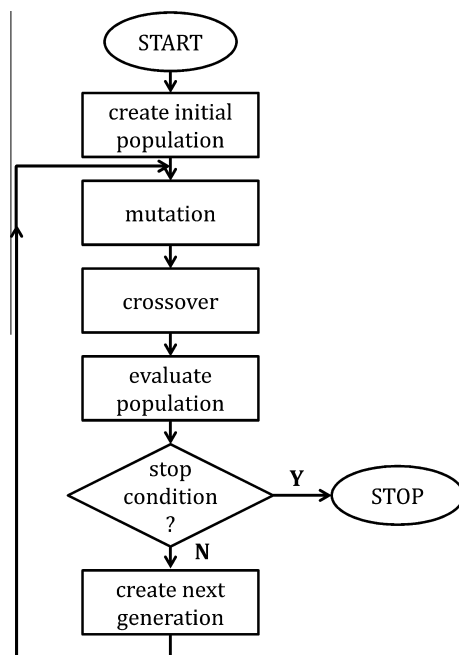 START
create initial
population
mutation
crossover
evaluate
population
stop
condition
?
Y
STOP
N
create next
generation